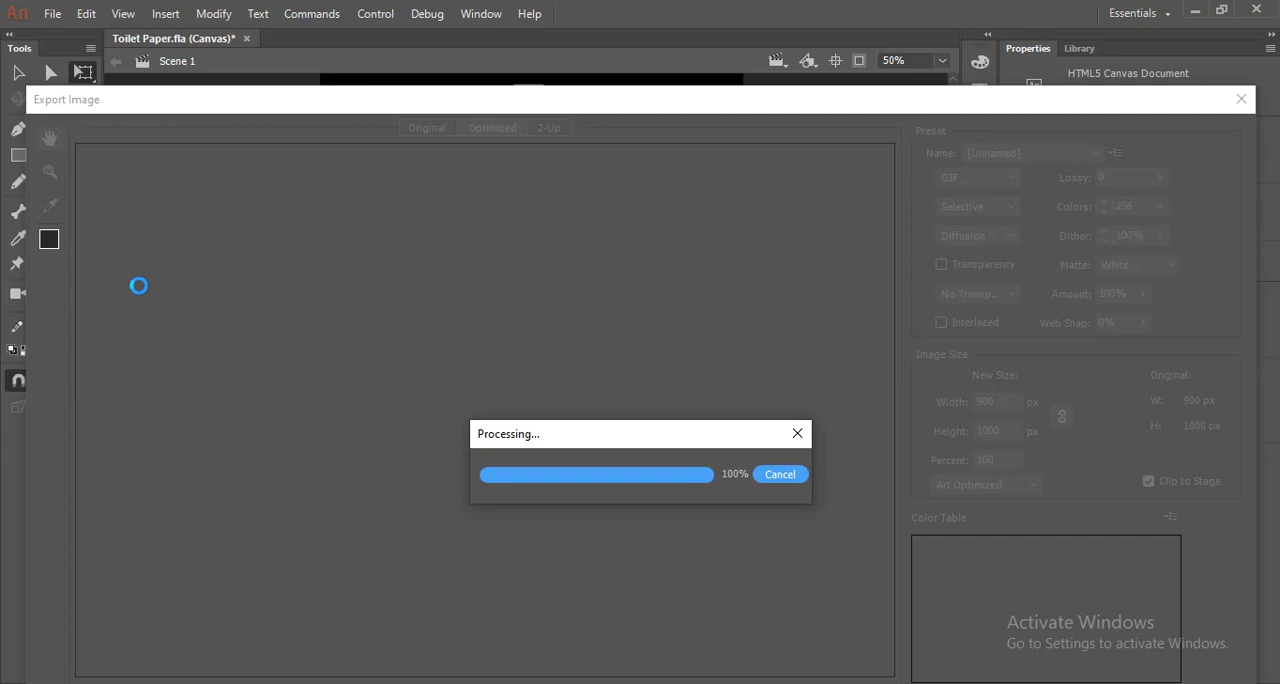 An File Edit View Insert Modify Text Commands Control Debug Window Help Essentials
Tools Toilet Paper.fla (Canvas)* Properties Library
Scene 1 50% HTML5 Canvas Document
Export Image
Original Optimized 2-Up Preset
Name: [Unnamed]
GIF Lossy: 0
Selective Colors: 256
Diffusion Dither: 100%
Transparency Matte: White
No Transp... Amount: 100%
Interlaced Web Snap: 0%
Image Size
New Size: Original:
Width: 900 px W: 900 px
Height: 1000 px H: 1000 px
Percent: 100
Art Optimized Clip to Stage
Processing...
100% Cancel
Color Table
Activate Windows
Go to Settings to activate Windows.